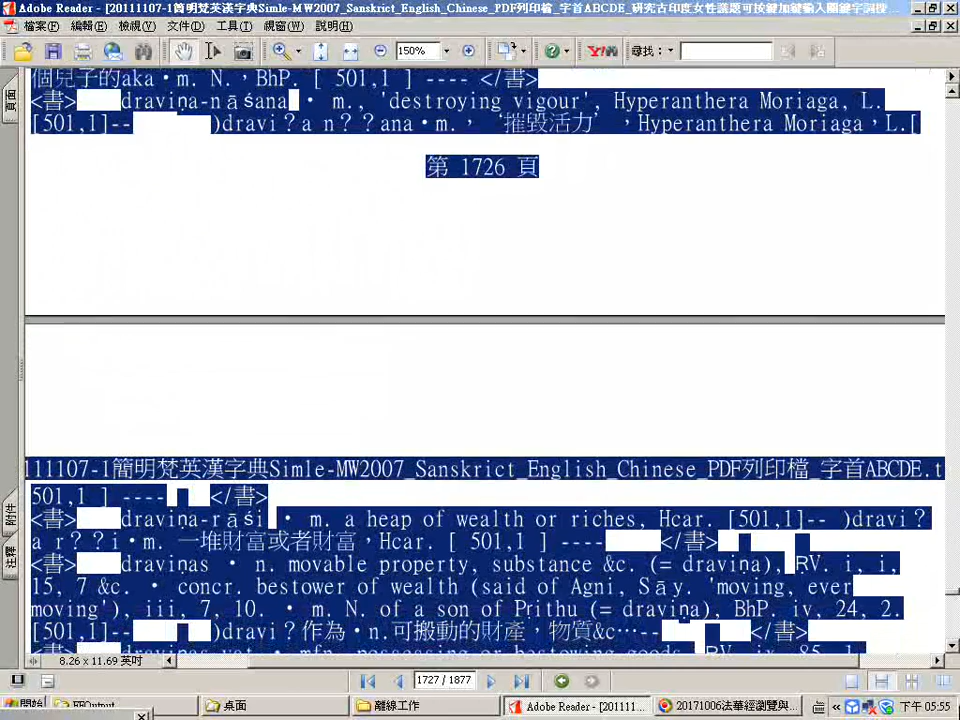 Adobe Reader - [20111107-1簡明梵英漢字典Simle-MW2007_Sanskrict_English_Chinese_PDF列印檔_字首ABCDE_研究古印度女性議題可按鍵加鍵輸入關鍵字詞搜
檔案(F) 編輯(E) 檢視(V) 文件(D) 工具(T) 視窗(W) 說明(H)
150% 尋找：
頁面
個兒子的aka•m. N.，BhP. [ 501,1 ] ---- </書>
<書> draviṇa-nāśana • m., 'destroying vigour', Hyperanthera Moriaga, L.
[501,1]-- )dravi？a n？？ana•m.，‘摧毀活力’，Hyperanthera Moriaga，L.[
第 1726 頁
111107-1簡明梵英漢字典Simle-MW2007_Sanskrict_English_Chinese_PDF列印檔_字首ABCDE.t
501,1 ] ---- </書>
<書> draviṇa-rāśi • m. a heap of wealth or riches, Hcar. [501,1]-- )dravi？
a r？？i•m. 一堆財富或者財富，Hcar. [ 501,1 ] ---- </書>
<書> draviṇas • n. movable property, substance &c. (= draviṇa), RV. i, i,
15, 7 &c. • concr. bestower of wealth (said of Agni, Sāy. 'moving, ever
moving'), iii, 7, 10. • m. N. of a son of Prithu (= draviṇa), BhP. iv, 24, 2.
[501,1]-- )dravi？作為•n.可搬動的財產，物質&c…-- </書>
附件
注釋
8.26 x 11.69 英吋
1727 / 1877
開始 FFOutput 桌面 離線工作 Adobe Reader - [201111... 20171006法華經瀏覽與... 下午 05:55